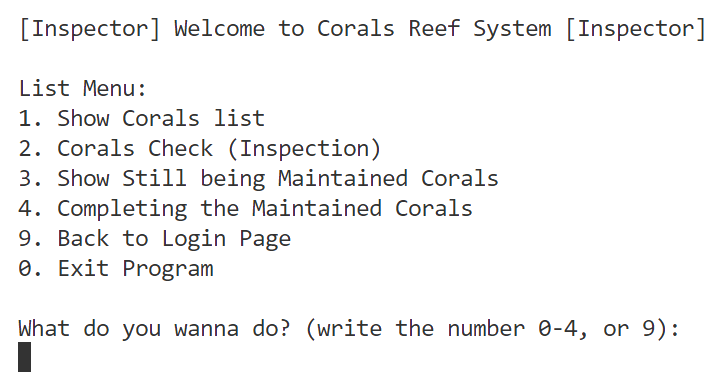 [Inspector] Welcome to Corals Reef System [Inspector]
List Menu:
1. Show Corals list
2. Corals Check (Inspection)
3. Show Still being Maintained Corals
4. Completing the Maintained Corals
9. Back to Login Page
0. Exit Program
What do you wanna do? (write the number 0-4, or 9):